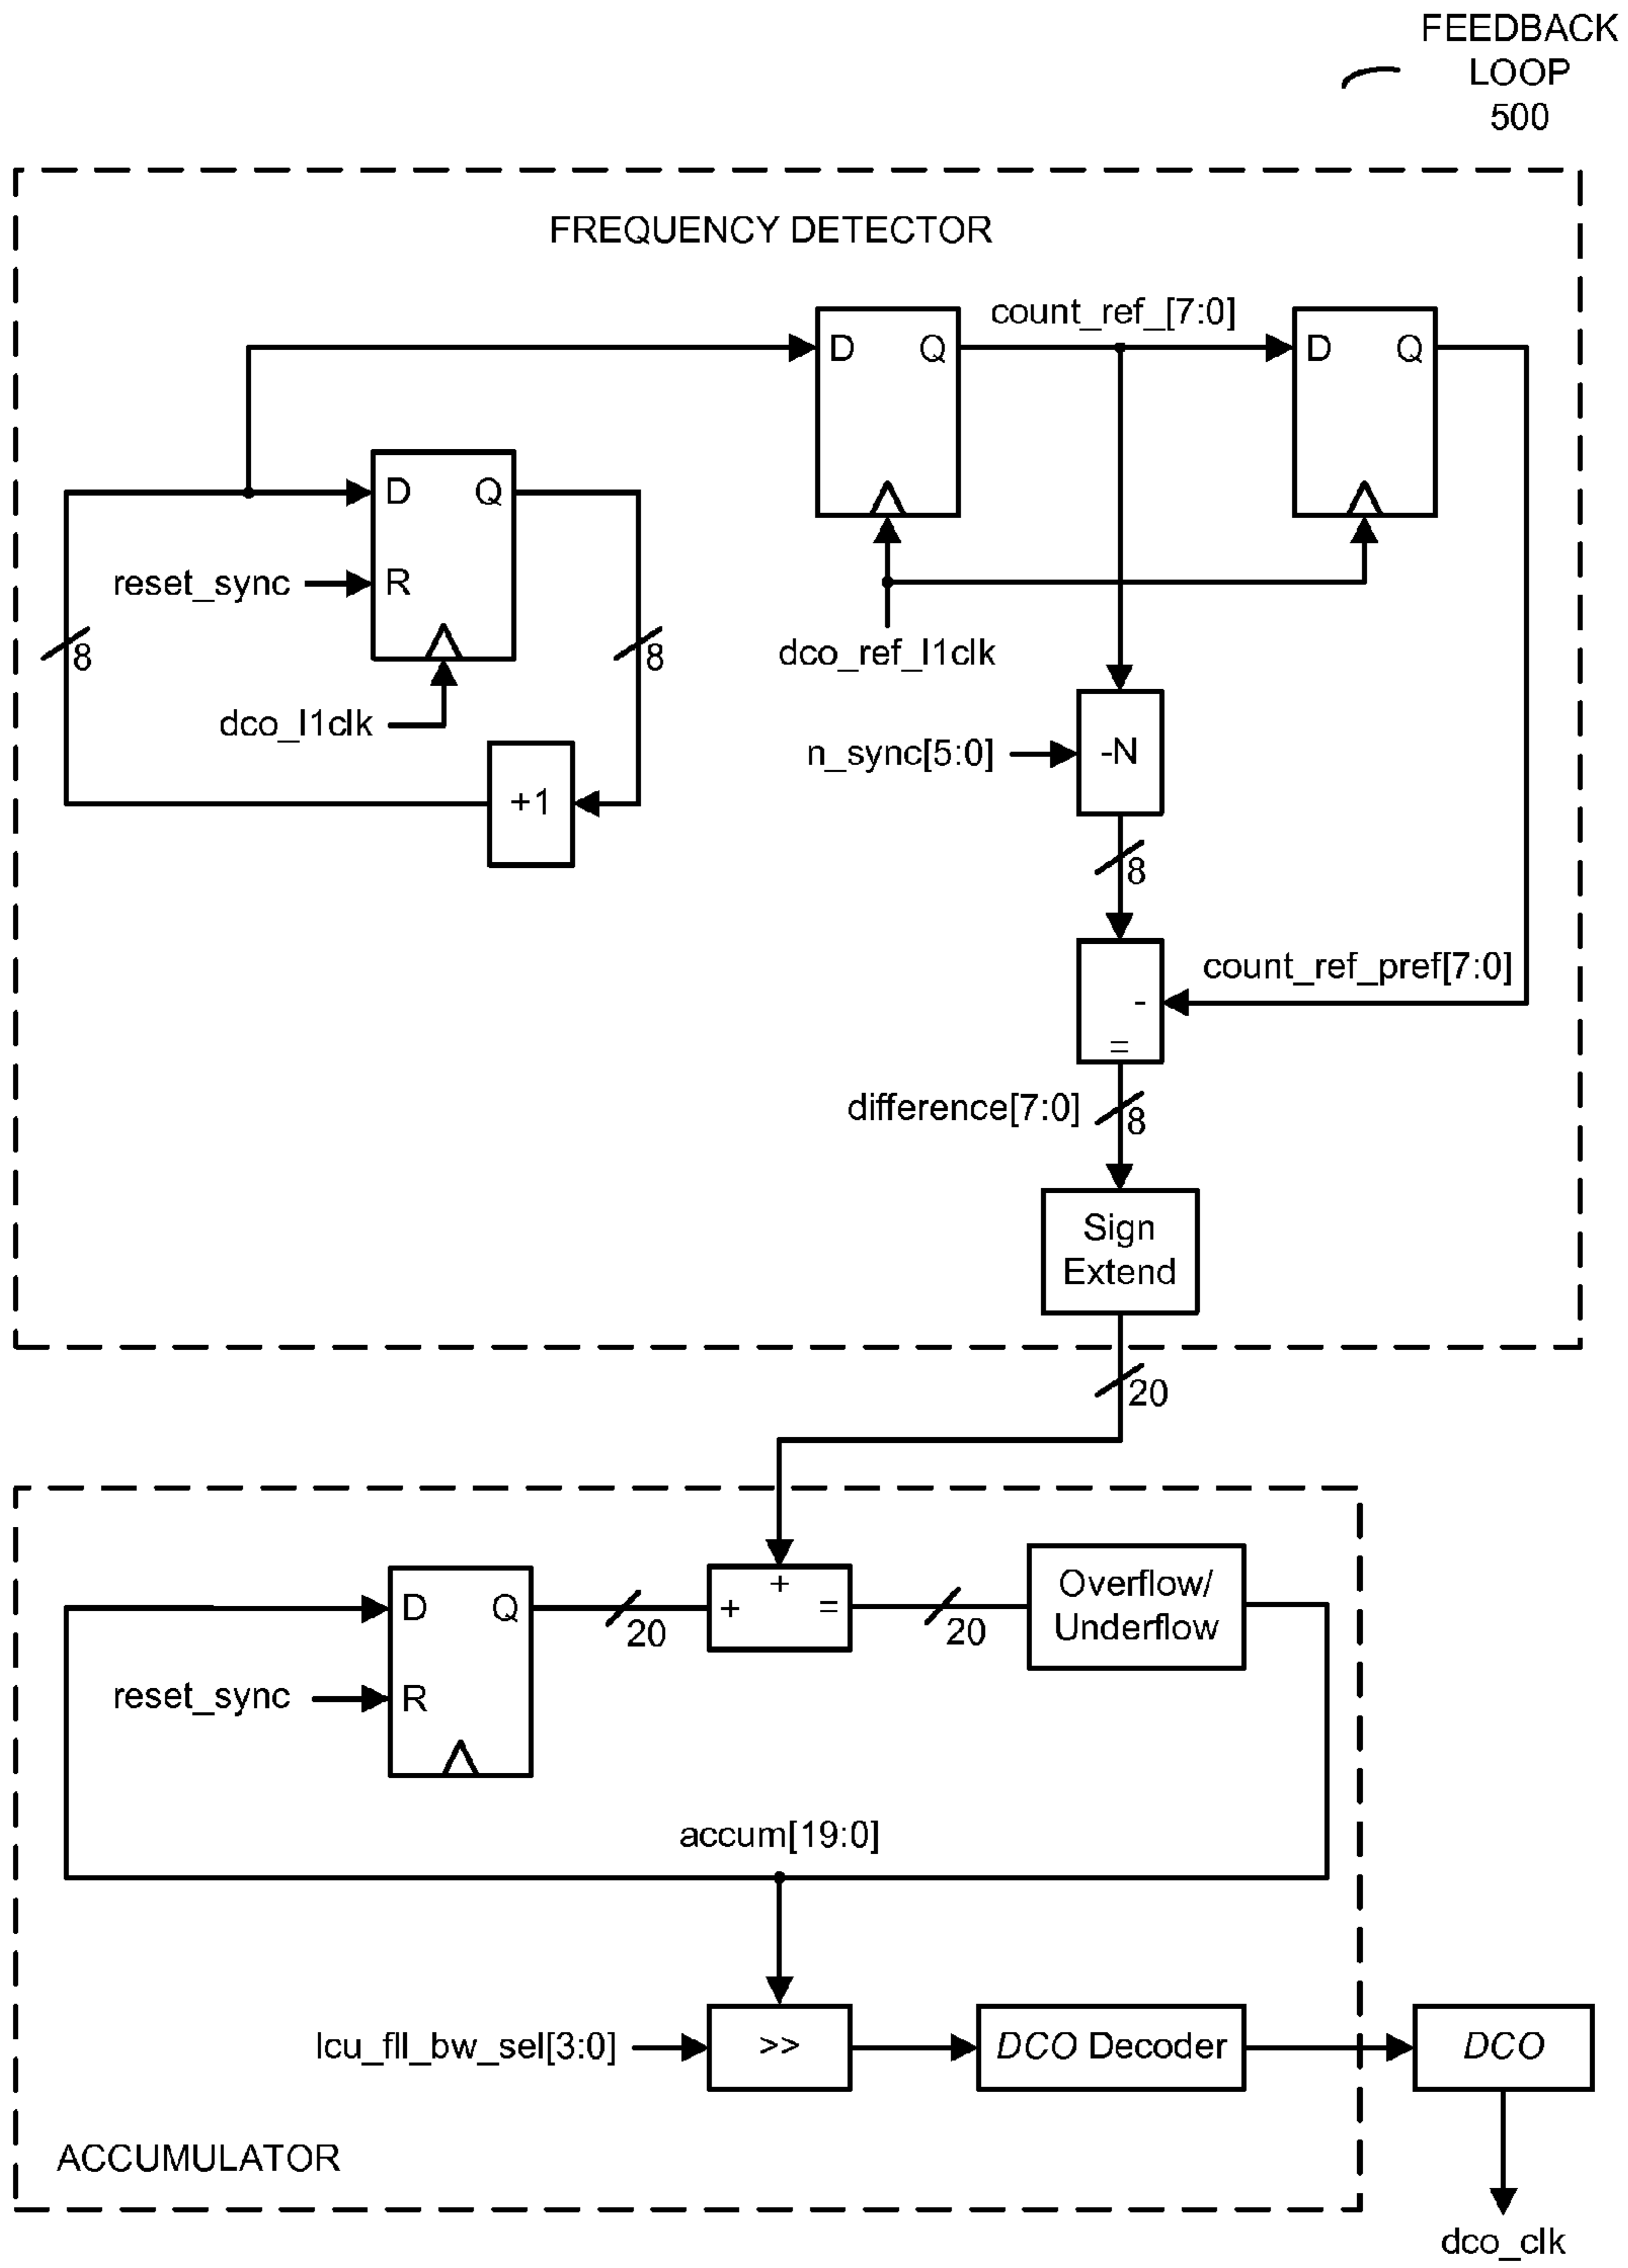 FEEDBACK
LOOP
500
FREQUENCY DETECTOR
count_ref_[7:0]
D Q
D Q
D Q
reset_sync
R
8
8
dco_ref_l1clk
dco_l1clk
n_sync[5:0]
-N
+1
8
count_ref_pref[7:0]
-
=
difference[7:0]
8
Sign
Extend
20
D Q
20
+
+ =
20
Overflow/
Underflow
reset_sync
R
accum[19:0]
lcu_fll_bw_sel[3:0]
>>
DCO Decoder
DCO
ACCUMULATOR
dco_clk